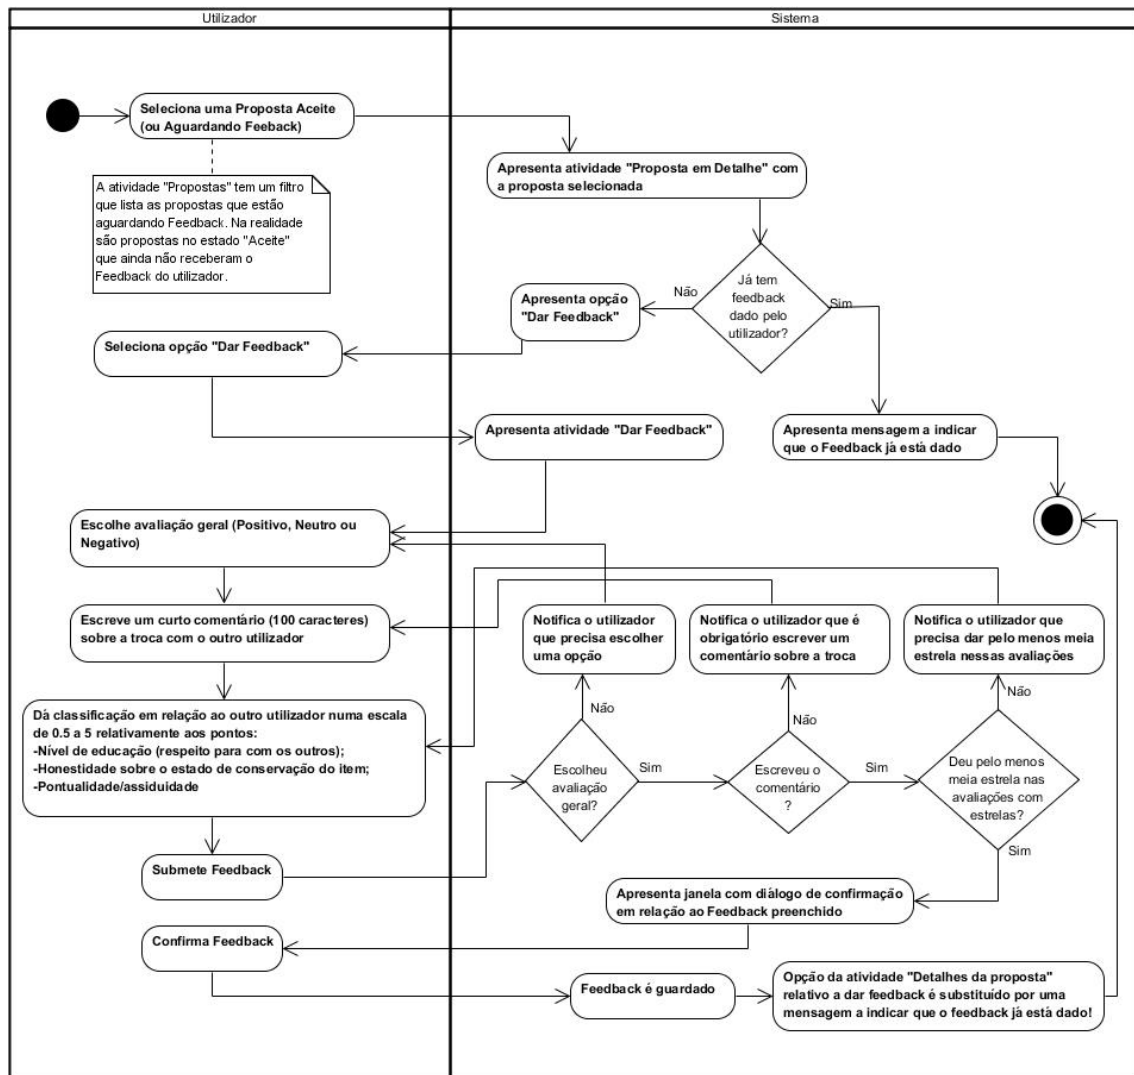 Utilizador
Sistema
Seleciona uma Proposta Aceite
(ou Aguardando Feeback)
Apresenta atividade "Proposta em Detalhe" com
a proposta selecionada
A atividade "Propostas" tem um filtro
que lista as propostas que estão
aguardando Feedback. Na realidade
são propostas no estado "Aceite"
que ainda não receberam o
Feedback do utilizador.
Já tem
feedback
dado pelo
utilizador?
Não
Sim
Apresenta opção
"Dar Feedback"
Seleciona opção "Dar Feedback"
Apresenta atividade "Dar Feedback"
Apresenta mensagem a indicar
que o Feedback já está dado
Escolhe avaliação geral (Positivo, Neutro ou
Negativo)
Escreve um curto comentário (100 caracteres)
sobre a troca com o outro utilizador
Notifica o utilizador
que precisa escolher
uma opção
Notifica o utilizador que é
obrigatório escrever um
comentário sobre a troca
Notifica o utilizador que
precisa dar pelo menos meia
estrela nessas avaliações
Dá classificação em relação ao outro utilizador numa escala
de 0.5 a 5 relativamente aos pontos:
-Nível de educação (respeito para com os outros);
-Honestidade sobre o estado de conservação do item;
-Pontualidade/assiduidade
Não
Não
Não
Escolheu
avaliação
geral?
Sim
Escreveu o
comentário
?
Sim
Deu pelo menos
meia estrela nas
avaliações com
estrelas?
Sim
Submete Feedback
Apresenta janela com diálogo de confirmação
em relação ao Feedback preenchido
Confirma Feedback
Feedback é guardado
Opção da atividade "Detalhes da proposta"
relativo a dar feedback é substituído por uma
mensagem a indicar que o feedback já está dado!